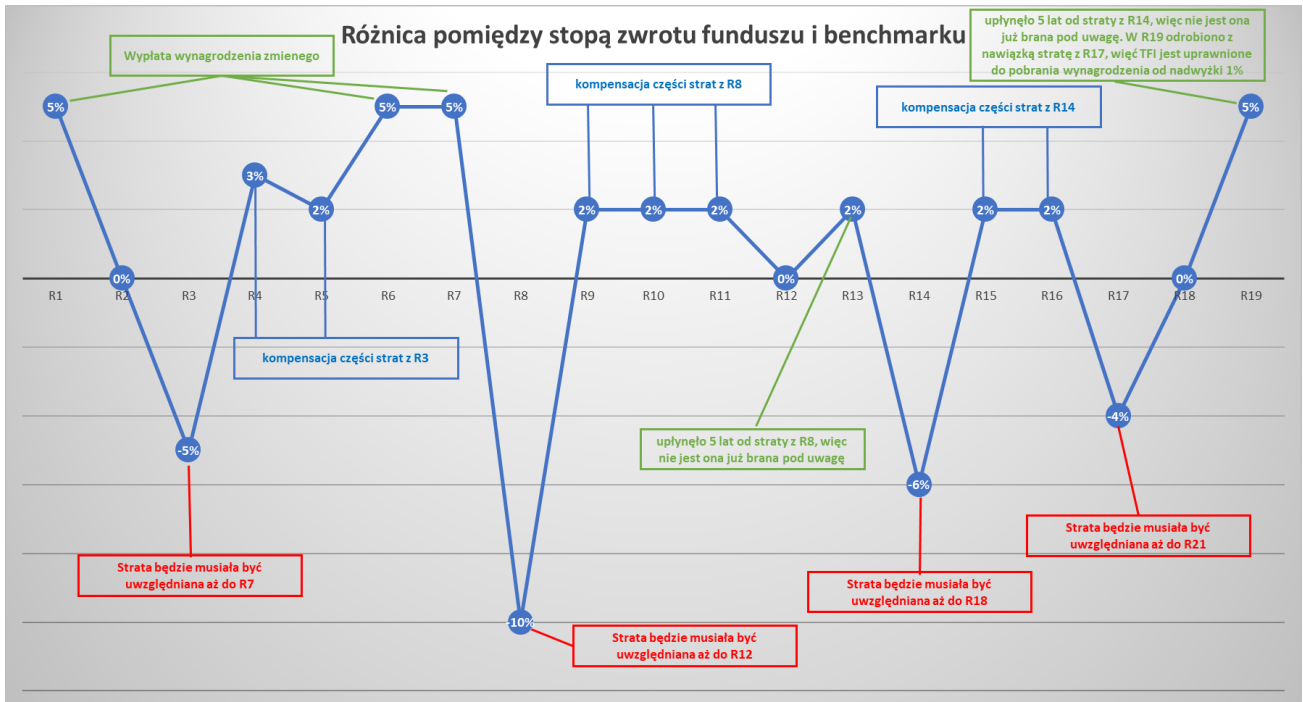 Różnica pomiędzy stopą zwrotu funduszu i benchmarku
upłynęło 5 lat od straty z R14, więc nie jest ona
już brana pod uwagę. W R19 odrobiono z
nawiązką stratę z R17, więć TFI jest uprawnione
do pobrania wynagrodzenia od nadwyżki 1%
Wypłata wynagrodzenia zmienego
kompensacja części strat z R8
kompensacja części strat z R14
5%
0%
-5%
3%
2%
5%
5%
-10%
2%
2%
2%
0%
2%
-6%
2%
2%
-4%
0%
5%
R1
R2
R3
R4
R5
R6
R7
R8
R9
R10
R11
R12
R13
R14
R15
R16
R17
R18
R19
kompensacja części strat z R3
upłynęło 5 lat od straty z R8, więc
nie jest ona już brana pod uwagę
Strata będzie musiała być
uwzględniana aż do R7
Strata będzie musiała być
uwzględniana aż do R12
Strata będzie musiała być
uwzględniana aż do R18
Strata będzie musiała być
uwzględniana aż do R21